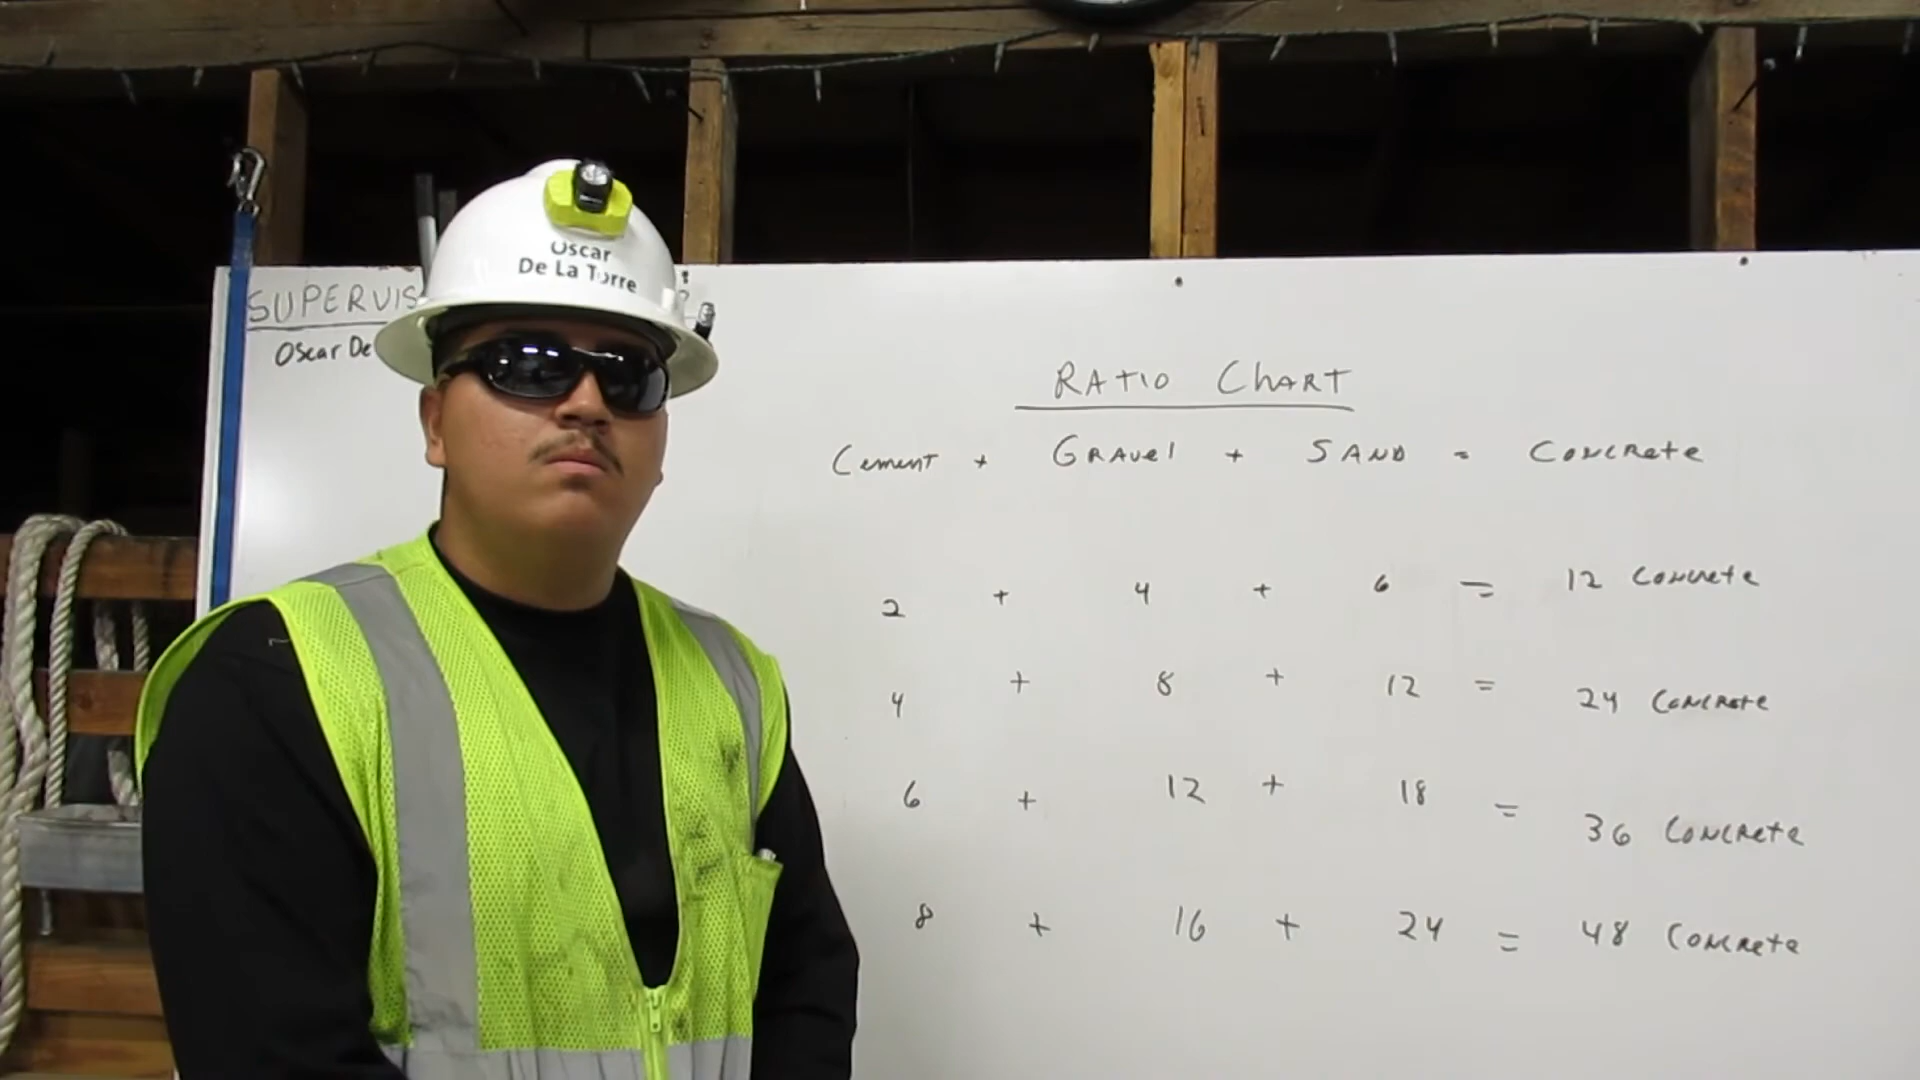 Oscar
De La Torre
SUPERVIS
Oscar De
RATIO CHART
Cement + GRAVel + SAND = CONCRete
2 + 4 + 6 = 12 CONCRete
4 + 8 + 12 = 24 CONCRete
6 + 12 + 18 = 36 CONCRete
8 + 16 + 24 = 48 CONCRete